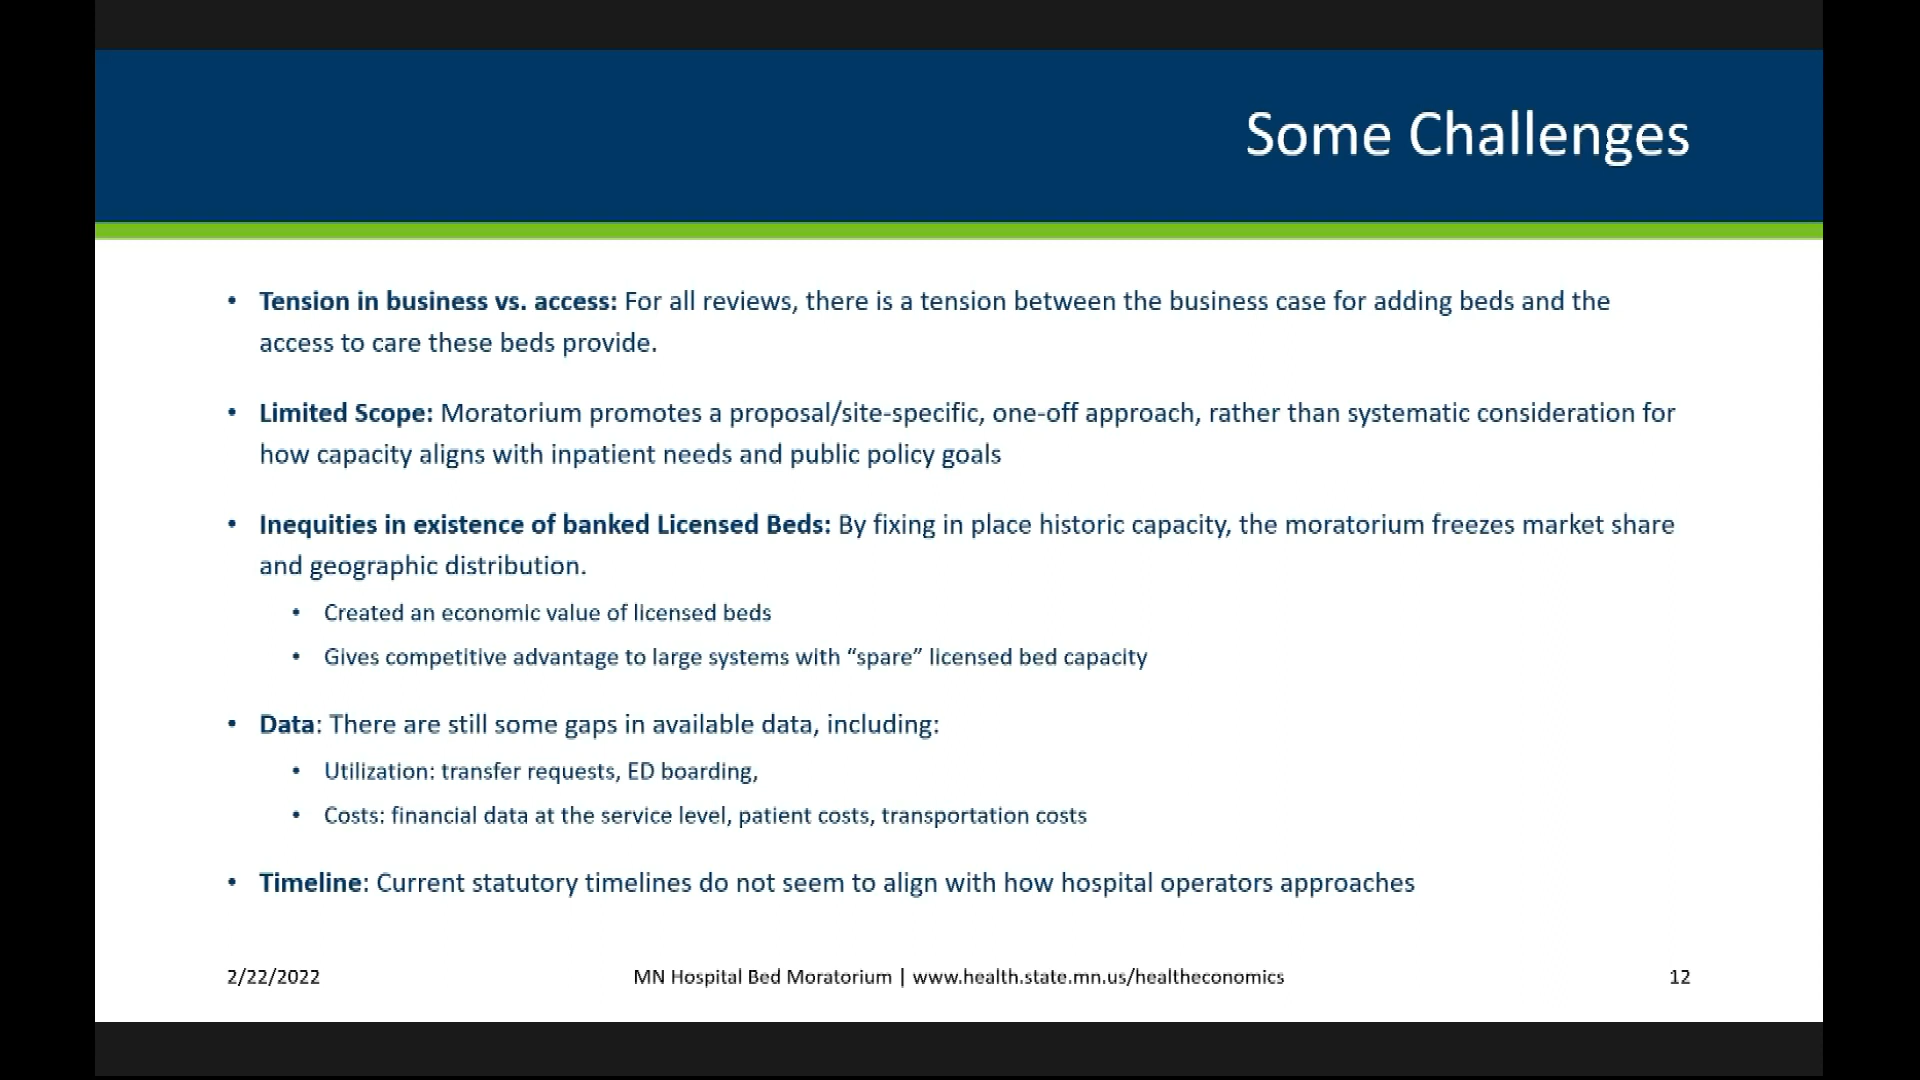 Some Challenges
• Tension in business vs. access: For all reviews, there is a tension between the business case for adding beds and the
access to care these beds provide.
• Limited Scope: Moratorium promotes a proposal/site-specific, one-off approach, rather than systematic consideration for
how capacity aligns with inpatient needs and public policy goals
• Inequities in existence of banked Licensed Beds: By fixing in place historic capacity, the moratorium freezes market share
and geographic distribution.
• Created an economic value of licensed beds
• Gives competitive advantage to large systems with “spare” licensed bed capacity
• Data: There are still some gaps in available data, including:
• Utilization: transfer requests, ED boarding,
• Costs: financial data at the service level, patient costs, transportation costs
• Timeline: Current statutory timelines do not seem to align with how hospital operators approaches
2/22/2022
MN Hospital Bed Moratorium | www.health.state.mn.us/healtheconomics
12